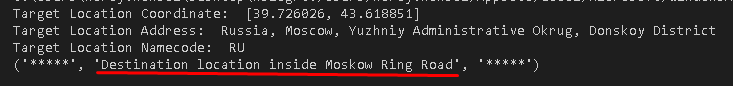 Target Location Coordinate:  [39.726026, 43.618851]
Target Location Address:  Russia, Moscow, Yuzhniy Administrative Okrug, Donskoy District
Target Location Namecode:  RU
('*****', 'Destination location inside Moskow Ring Road', '*****')